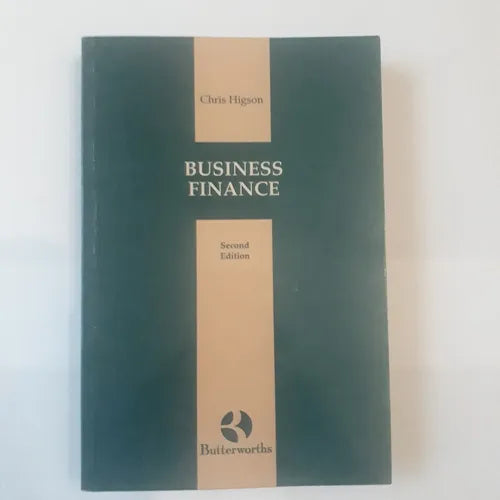 Chris Higson
BUSINESS
FINANCE
Second
Edition
Butterworths